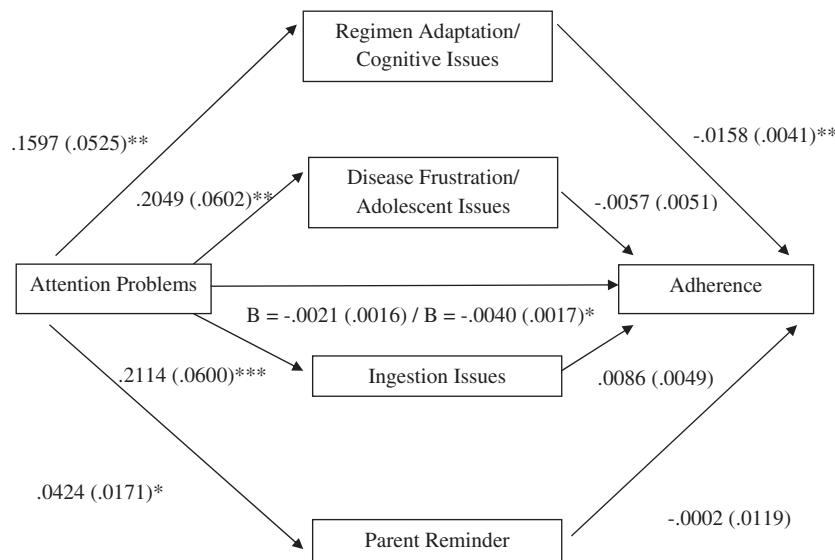 Regimen Adaptation/
Cognitive Issues
.1597 (.0525)**
-.0158 (.0041)**
Disease Frustration/
Adolescent Issues
.2049 (.0602)**
-.0057 (.0051)
Attention Problems
Adherence
B = -.0021 (.0016) / B = -.0040 (.0017)*
Ingestion Issues
.2114 (.0600)***
.0086 (.0049)
.0424 (.0171)*
-.0002 (.0119)
Parent Reminder